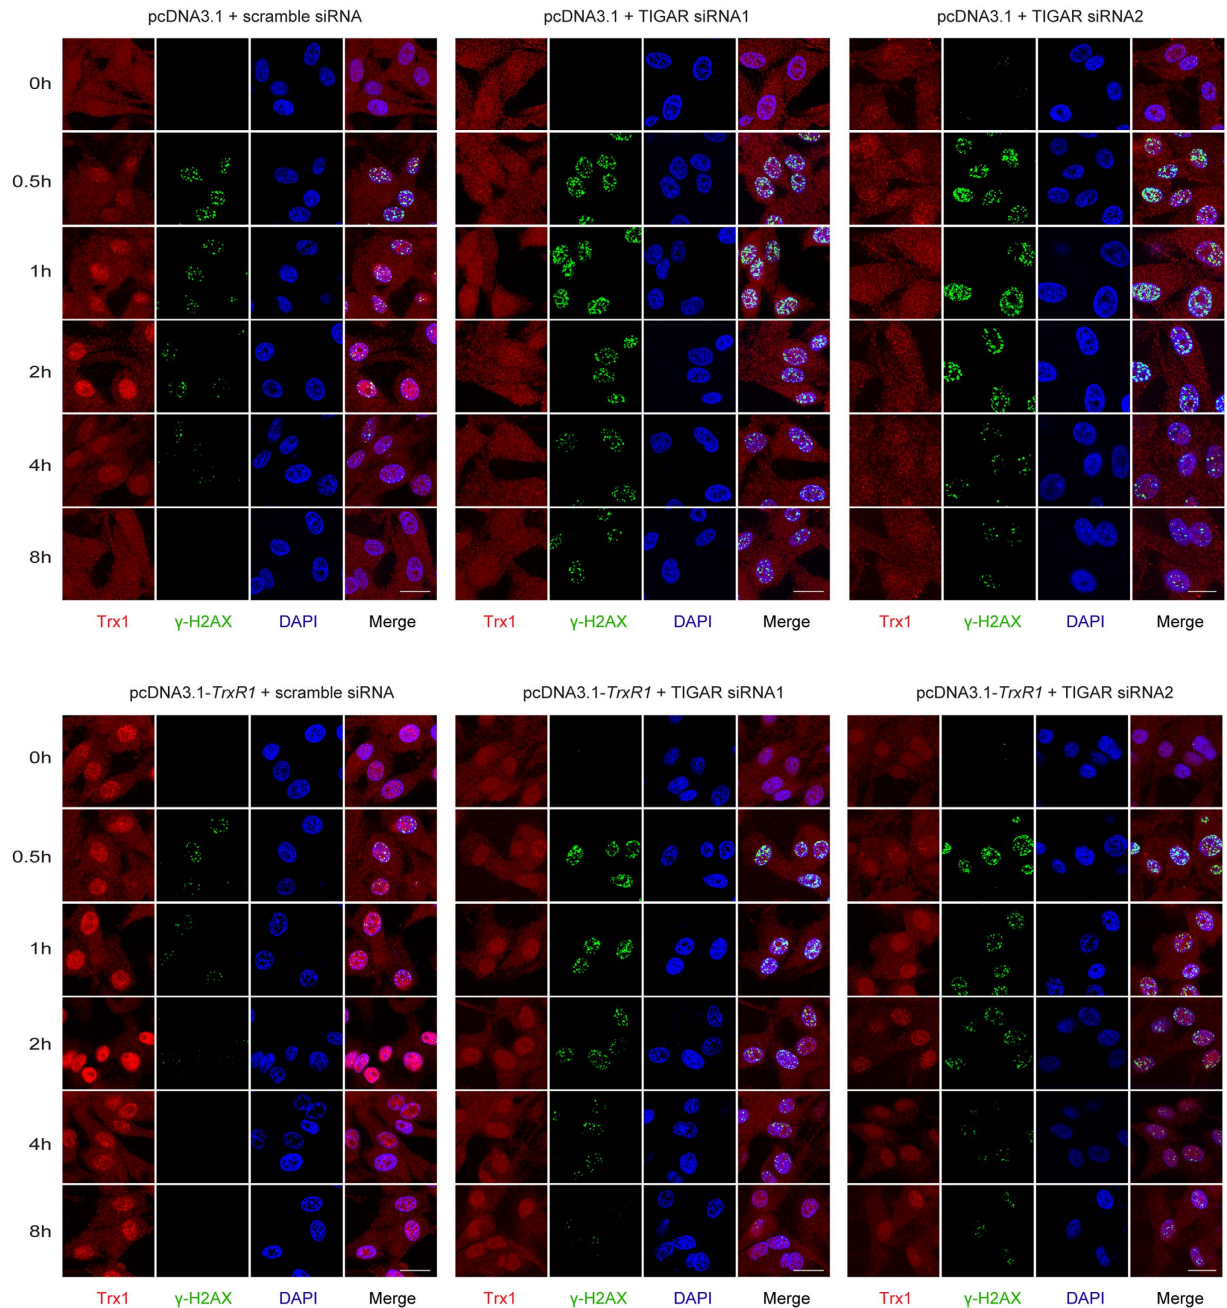 pcDNA3.1 + scramble siRNA
pcDNA3.1 + TIGAR siRNA1
pcDNA3.1 + TIGAR siRNA2
0h
0.5h
1h
2h
4h
8h
Trx1 γ-H2AX DAPI Merge
Trx1 γ-H2AX DAPI Merge
Trx1 γ-H2AX DAPI Merge
pcDNA3.1-TrxR1 + scramble siRNA
pcDNA3.1-TrxR1 + TIGAR siRNA1
pcDNA3.1-TrxR1 + TIGAR siRNA2
0h
0.5h
1h
2h
4h
8h
Trx1 γ-H2AX DAPI Merge
Trx1 γ-H2AX DAPI Merge
Trx1 γ-H2AX DAPI Merge